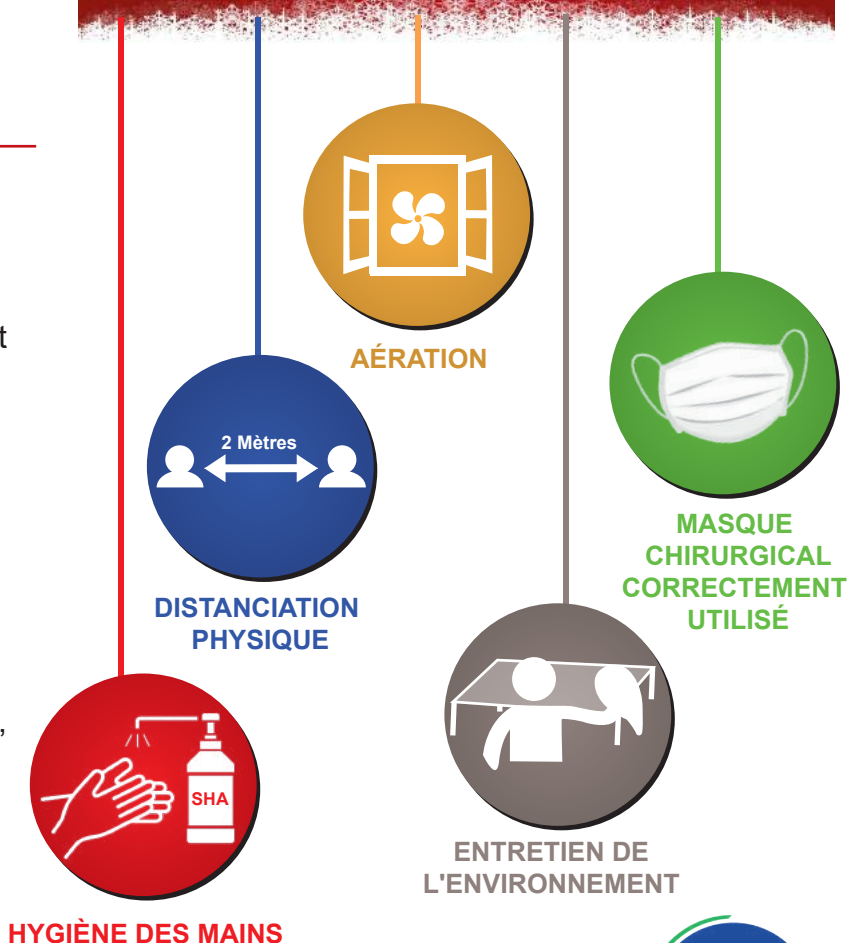 AÉRATION
t
2 Mètres
MASQUE
CHIRURGICAL
CORRECTEMENT
UTILISÉ
DISTANCIATION
PHYSIQUE
,
SHA
ENTRETIEN DE
L'ENVIRONNEMENT
HYGIÈNE DES MAINS